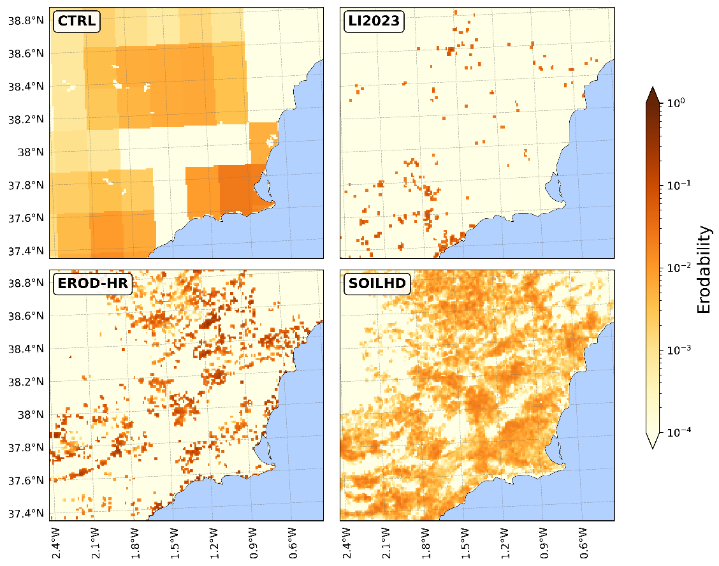 CTRL
LI2023
38.8°N
38.6°N
38.4°N
38.2°N
38°N
37.8°N
37.6°N
37.4°N
EROD-HR
SOILHD
38.8°N
38.6°N
38.4°N
38.2°N
38°N
37.8°N
37.6°N
37.4°N
2.4°W
2.1°W
1.8°W
1.5°W
1.2°W
0.9°W
0.6°W
2.4°W
2.1°W
1.8°W
1.5°W
1.2°W
0.9°W
0.6°W
10⁰
10⁻¹
10⁻²
10⁻³
10⁻⁴
Erodability